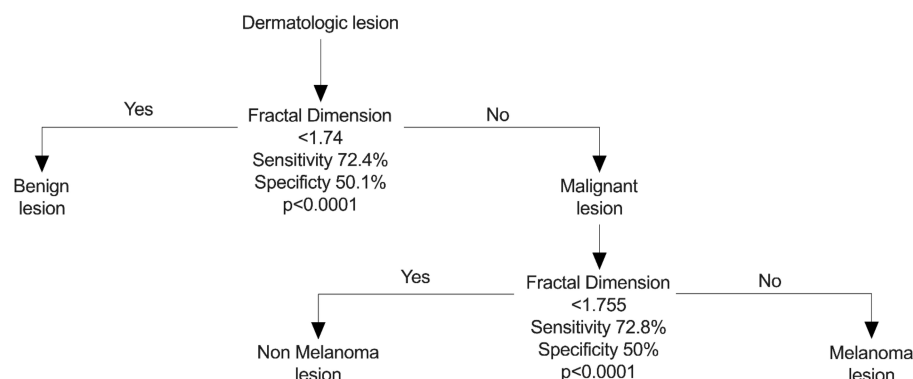 Dermatologic lesion
Yes
Fractal Dimension
<1.74
Sensitivity 72.4%
Specificty 50.1%
p<0.0001
No
Benign
lesion
Malignant
lesion
Yes
Fractal Dimension
<1.755
Sensitivity 72.8%
Specificity 50%
p<0.0001
No
Non Melanoma
lesion
Melanoma
lesion